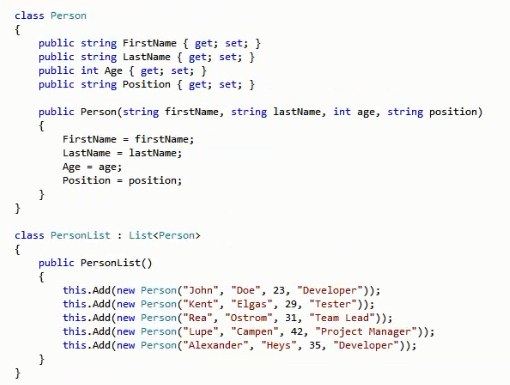 class Person
{
    public string FirstName { get; set; }
    public string LastName { get; set; }
    public int Age { get; set; }
    public string Position { get; set; }

    public Person(string firstName, string lastName, int age, string position)
    {
        FirstName = firstName;
        LastName = lastName;
        Age = age;
        Position = position;
    }
}

class PersonList : List<Person>
{
    public PersonList()
    {
        this.Add(new Person("John", "Doe", 23, "Developer"));
        this.Add(new Person("Kent", "Elgas", 29, "Tester"));
        this.Add(new Person("Rea", "Ostrom", 31, "Team Lead"));
        this.Add(new Person("Lupe", "Campen", 42, "Project Manager"));
        this.Add(new Person("Alexander", "Heys", 35, "Developer"));
    }
}